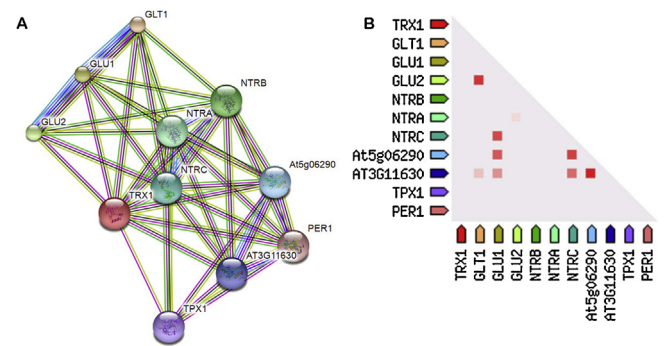 A
GLT1
GLU1
NTRB
GLU2
NTRA
At5g06290
NTRC
TRX1
PER1
AT3G11630
TPX1
B
TRX1
GLT1
GLU1
GLU2
NTRB
NTRA
NTRC
At5g06290
AT3G11630
TPX1
PER1
TRX1
GLT1
GLU1
GLU2
NTRB
NTRA
NTRC
At5g06290
AT3G11630
TPX1
PER1